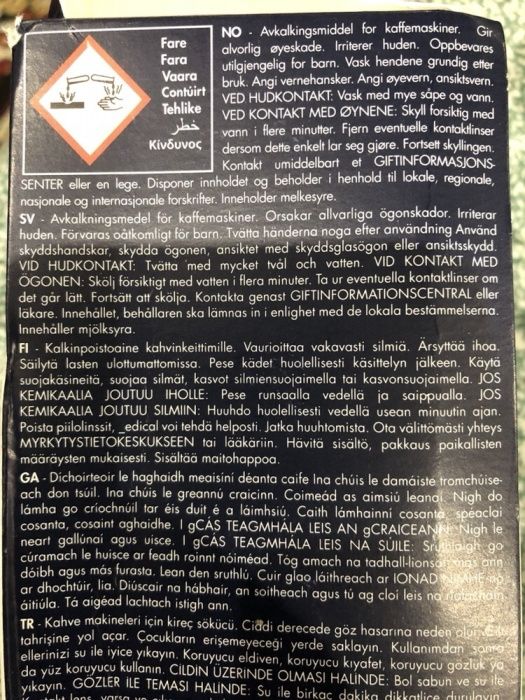 Fare
Fara
Vaara
Contúirt
Tehlike
خطر
Κίνδυνος
NO - Avkalkingsmiddel for kaffemaskiner. Gir
alvorlig øyeskade. Irriterer huden. Oppbevares
utilgjengelig for barn. Vask hendene grundig etter
bruk. Angi vernehansker. Angi øyevern, ansiktsvern.
VED HUDKONTAKT: Vask med mye såpe og vann.
VED KONTAKT MED ØYNENE: Skyll forsiktig med
vann i flere minutter. Fjern eventuelle kontaktlinser
dersom dette enkelt lar seg gjøre. Fortsett skyllingen.
Kontakt umiddelbart et GIFTINFORMASJONS-
SENTER eller en lege. Disponer innholdet og beholder i henhold til lokale, regionale,
nasjonale og internasjonale forskrifter. Inneholder melkesyre.
SV - Avkalkningsmedel för kaffemaskiner. Orsakar allvarliga ögonskador. Irriterar
huden. Förvaras oåtkomligt för barn. Tvätta händerna noga efter användning Använd
skyddshandskar, skydda ögonen, ansiktet med skyddsglasögon eller ansiktsskydd.
VID HUDKONTAKT: Tvätta med mycket tvål och vatten. VID KONTAKT MED
ÖGONEN: Skölj försiktigt med vatten i flera minuter. Ta ur eventuella kontaktlinser om
det går lätt. Fortsätt att skölja. Kontakta genast GIFTINFORMATIONSCENTRAL eller
läkare. Innehållet, behållaren ska lämnas in i enlighet med de lokala bestämmelserna.
Innehåller mjölksyra.
FI - Kalkinpoistoaine kahvinkeittimille. Vaurioittaa vakavasti silmiä. Ärsyttää ihoa.
Säilytä lasten ulottumattomissa. Pese kädet huolellisesti käsittelyn jälkeen. Käytä
suojakäsineitä, suojaa silmät, kasvot silmiensuojaimella tai kasvonsuojaimella. JOS
KEMIKAALIA JOUTUU IHOLLE: Pese runsaalla vedellä ja saippualla. JOS
KEMIKAALIA JOUTUU SILMIIN: Huuhdo huolellisesti vedellä usean minuutin ajan.
Poista piilolinssit, _edical voi tehdä helposti. Jatka huuhtomista. Ota välittömästi yhteys
MYRKYTYSTIETOKESKUKSEEN tai lääkäriin. Hävitä sisältö, pakkaus paikallisten
määräysten mukaisesti. Sisältää maitohappoa.
GA - Díchoirteoir le haghaidh meaisíní déanta caife Ina chúis le damáiste tromchúise-
ach don tsúil. Ina chúis le greannú craicinn. Coimeád as aimsiú leanaí. Nigh do
lámha go críochnúil tar éis duit é a láimhsiú. Caith lámhainní cosanta, spéaclaí
cosanta, cosaint aghaidhe. I gCÁS TEAGMHÁLA LEIS AN gCRAICEANN: Nigh le
neart gallúnaí agus uisce. I gCÁS TEAGMHÁLA LEIS NA SÚILE: Sruthlaigh go
cúramach le huisce ar feadh roinnt nóiméad. Tóg amach na tadhall-lionsaí más ann
dóibh agus más furasta. Lean den sruthlú. Cuir glao láithreach ar IONAD NIMHE nó
ar dhochtúir, lia. Diúscair na hábhair, an soitheach agus tú ag cloí leis na rialacháin
áitiúla. Tá aigéad lachtach istigh ann.
TR - Kahve makineleri için kireç sökücü. Ciddi derecede göz hasarına neden olur. Cilt
tahrişine yol açar. Çocukların erişemeyeceği yerde saklayın. Kullanımdan sonra
ellerinizi su ile iyice yıkayın. Koruyucu eldiven, koruyucu kıyafet, koruyucu gözlük ya
da yüz koruyucu kullanın. CİLDİN ÜZERİNDE OLMASI HALİNDE: Bol sabun ve su ile
yıkayın. GÖZLER İLE TEMASI HALİNDE: Su ile birkaç dakika dikkatlice durulayın.